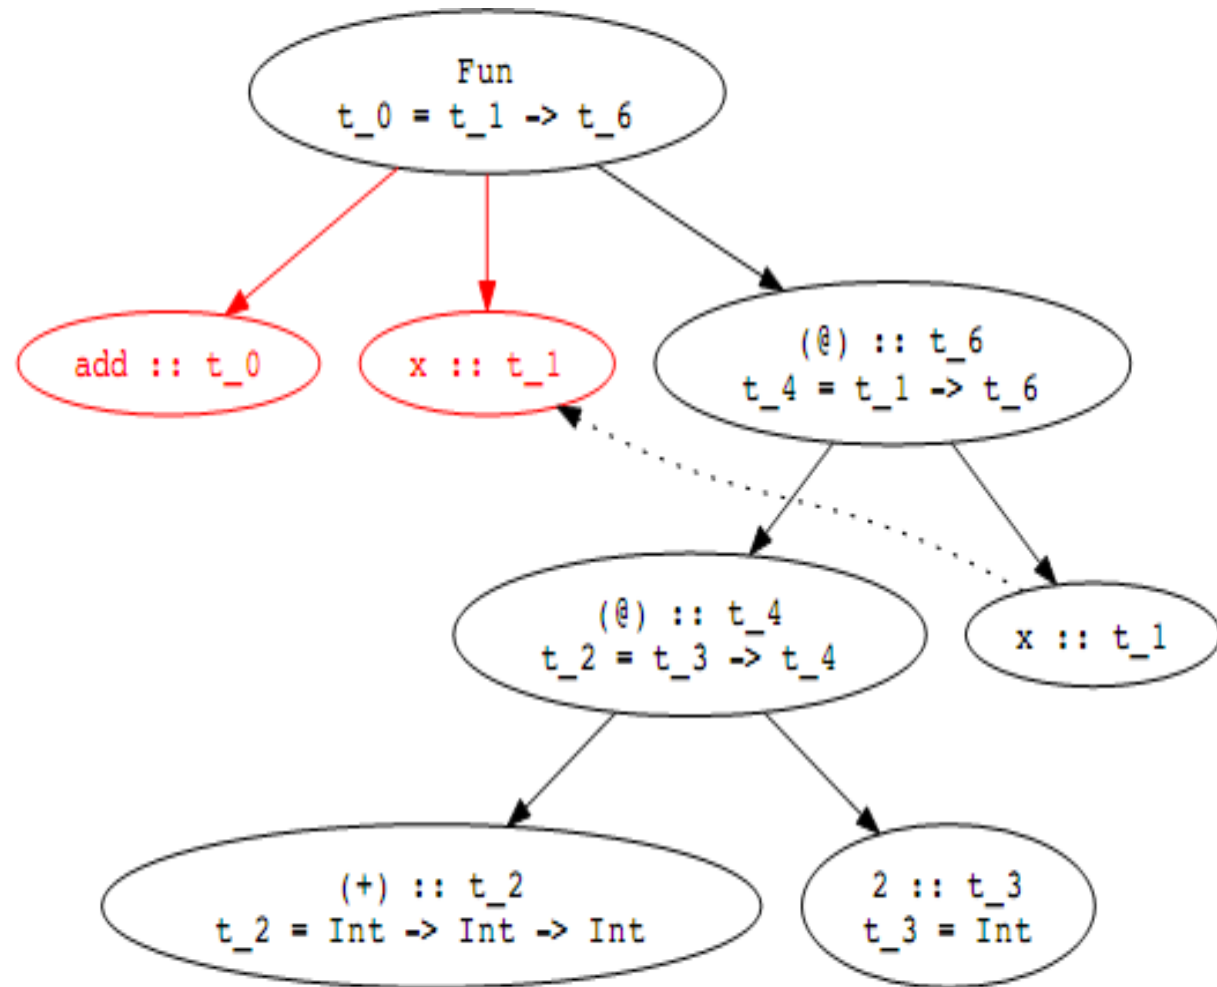 Fun
t_0 = t_1 -> t_6
add :: t_0
x :: t_1
(@) :: t_6
t_4 = t_1 -> t_6
(@) :: t_4
t_2 = t_3 -> t_4
x :: t_1
(+) :: t_2
t_2 = Int -> Int -> Int
2 :: t_3
t_3 = Int